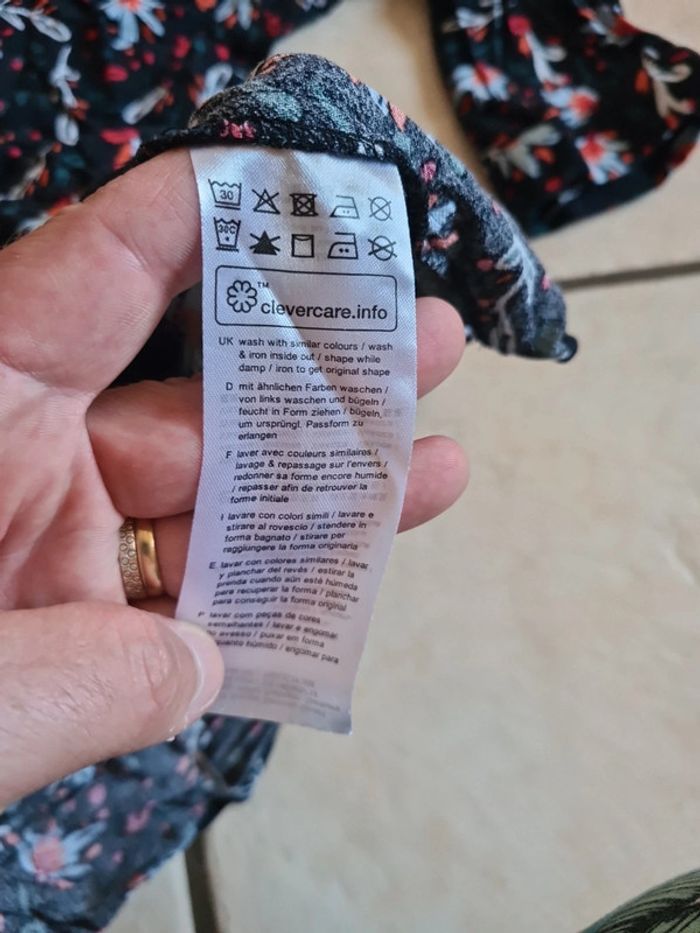 30
30C
TM
clevercare.info
UK wash with similar colours / wash
& iron inside out / shape while
damp / iron to get original shape
D mit ähnlichen Farben waschen /
von links waschen und bügeln /
feucht in Form ziehen / bügeln,
um ursprüngl. Passform zu
erlangen
F laver avec couleurs similaires /
lavage & repassage sur l'envers /
redonner sa forme encore humide
/ repasser afin de retrouver la
forme initiale
I lavare con colori simili / lavare e
stirare al rovescio / stendere in
forma bagnato / stirare per
raggiungere la forma originaria
E lavar con colores similares / lavar
y planchar del revés / estirar la
prenda cuando aún esté húmeda
para recuperar la forma / planchar
para conseguir la forma original
P lavar com peças de cores
semelhantes / lavar e engomar
no avesso / puxar em forma
quanto húmido / engomar para